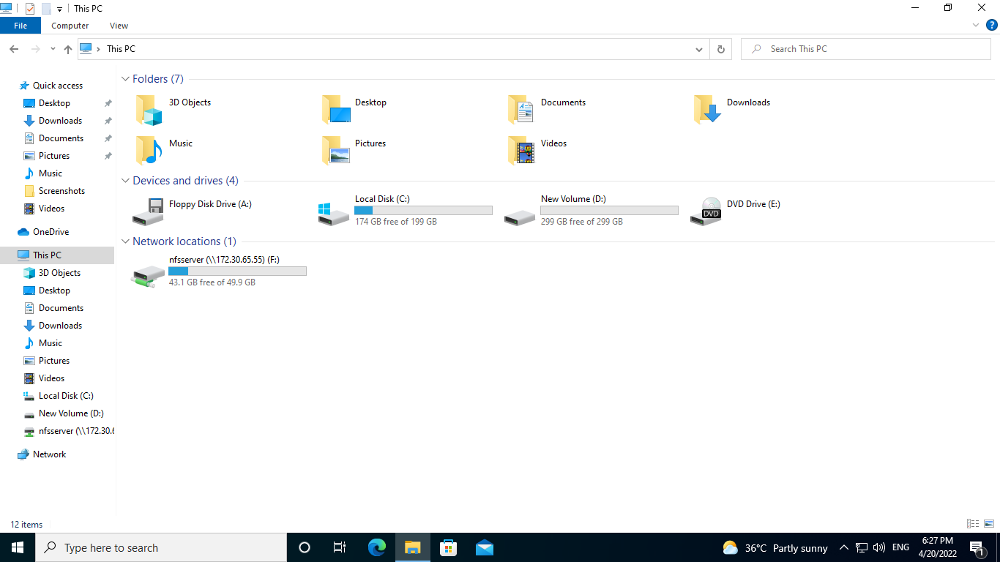 This PC
File Computer View
This PC
Search This PC
Quick access
Desktop
Downloads
Documents
Pictures
Music
Screenshots
Videos
OneDrive
This PC
3D Objects
Desktop
Documents
Downloads
Music
Pictures
Videos
Local Disk (C:)
New Volume (D:)
nfsserver (\\172.30.6
Network
Folders (7)
3D Objects Desktop Documents Downloads
Music Pictures Videos
Devices and drives (4)
Floppy Disk Drive (A:)
Local Disk (C:)
174 GB free of 199 GB
New Volume (D:)
299 GB free of 299 GB
DVD
DVD Drive (E:)
Network locations (1)
nfsserver (\\172.30.65.55) (F:)
43.1 GB free of 49.9 GB
12 items
Type here to search
36°C Partly sunny
ENG
6:27 PM
4/20/2022
1